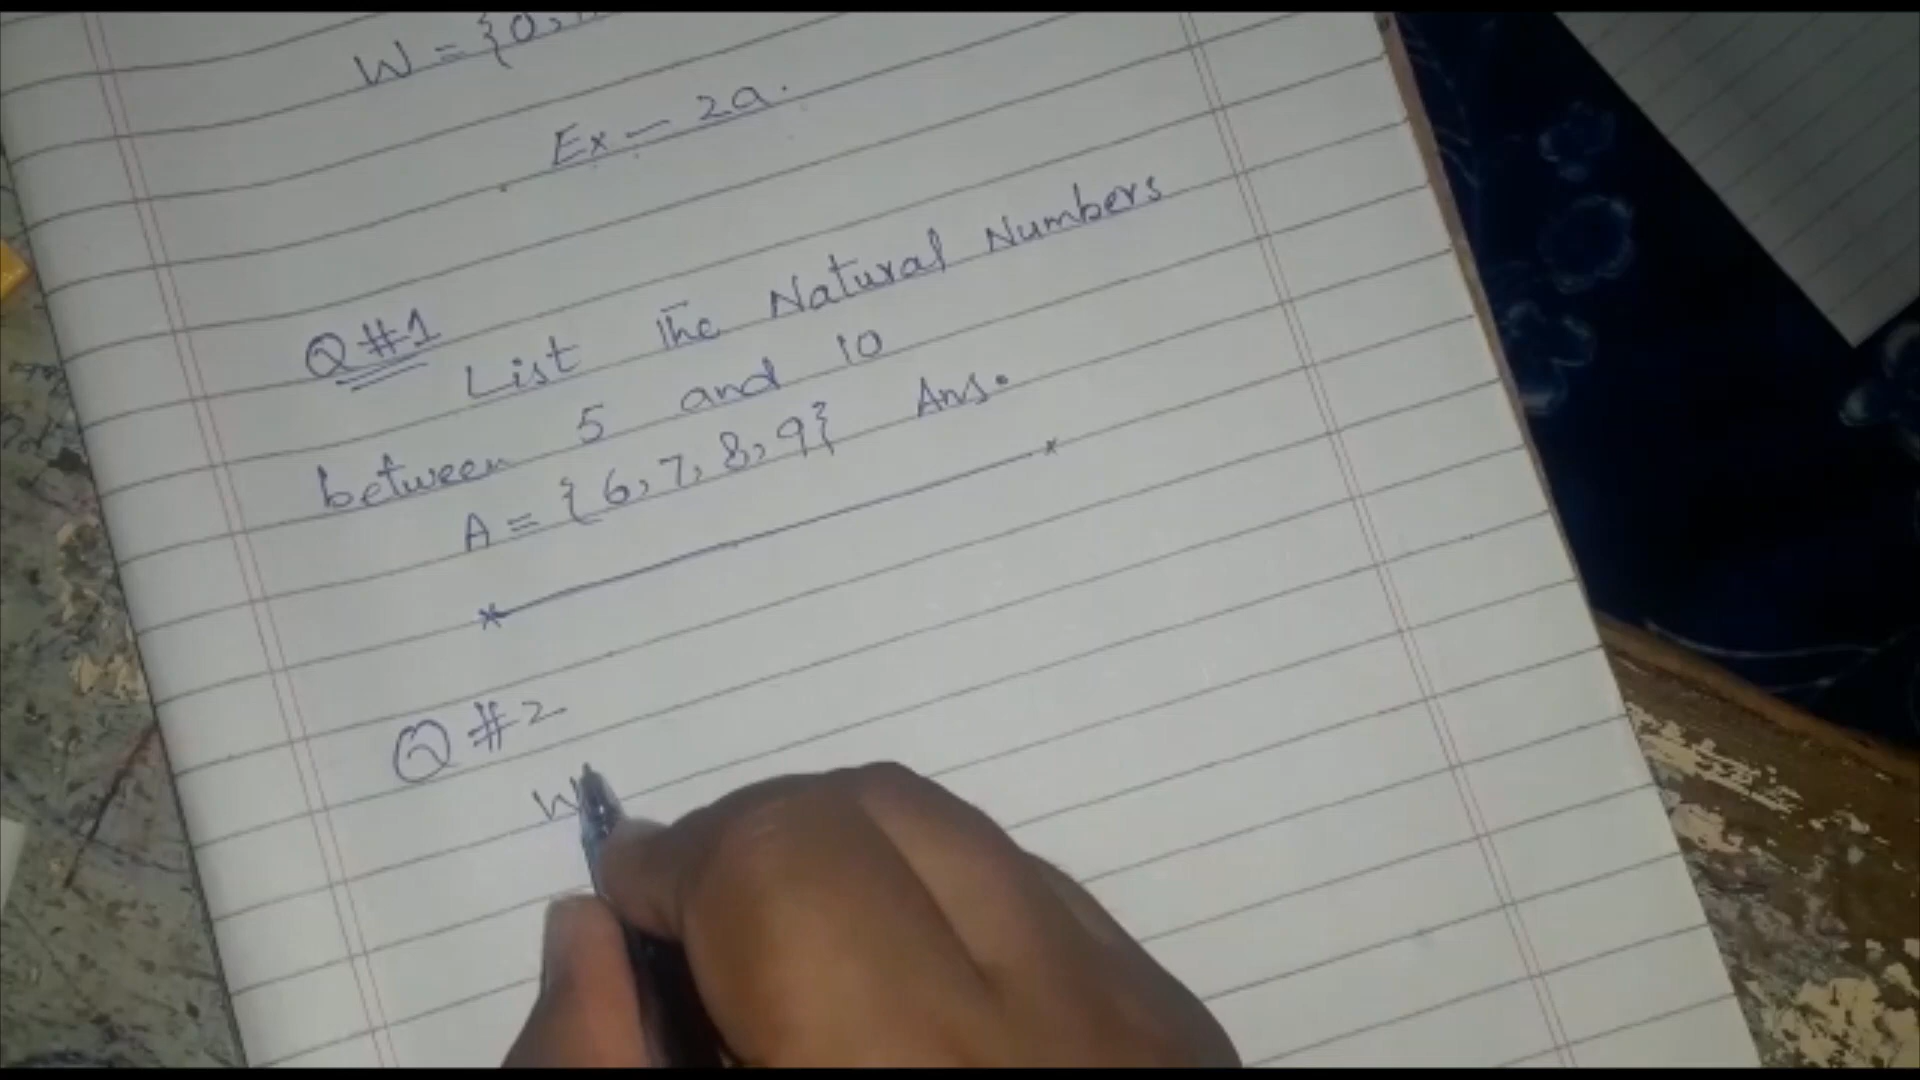 W = {0,
Ex - 2a.
Q#1
List The Natural Numbers
between 5 and 10
A = {6, 7, 8, 9} Ans.
Q#2
W